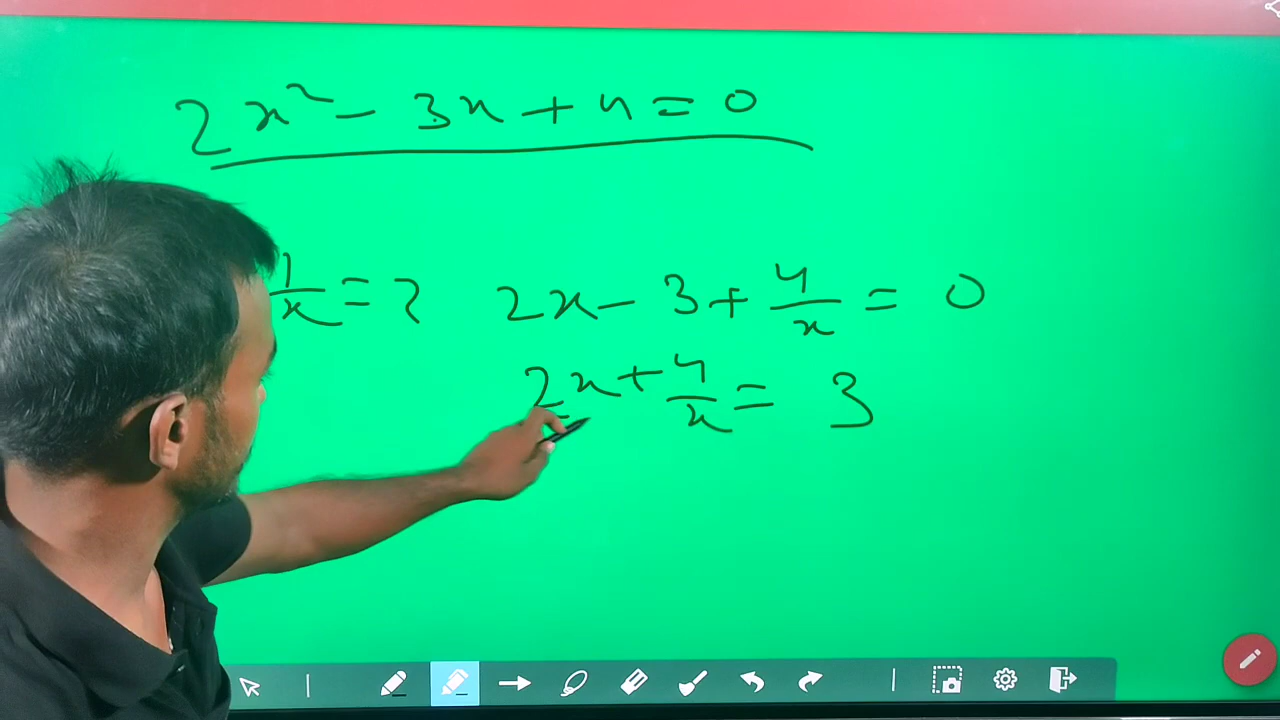 2x² - 3x + 4 = 0
1/x = ? 2x - 3 + 4/x = 0
2x + 4/x = 3